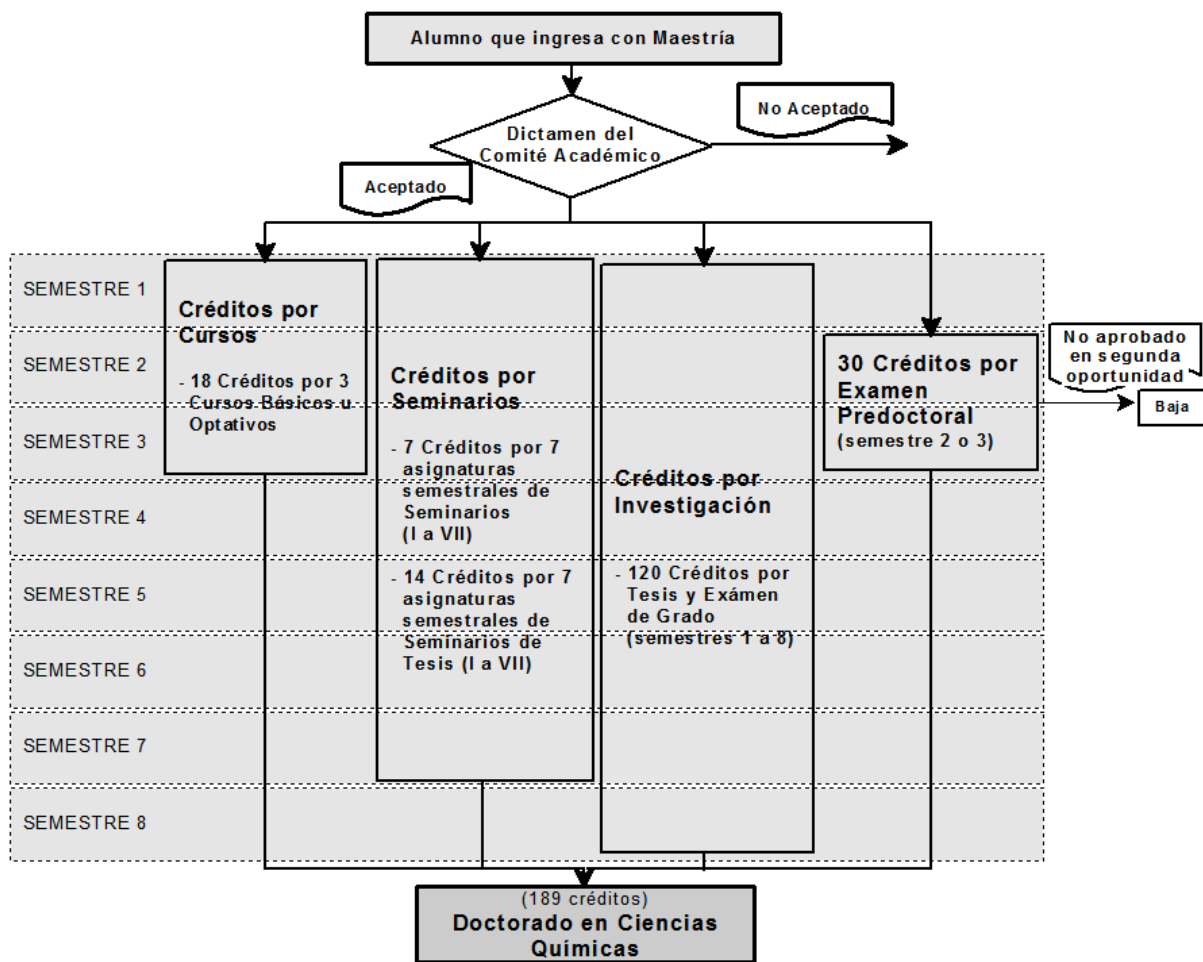 Alumno que ingresa con Maestría
No Aceptado
Dictamen del
Comité Académico
Aceptado
SEMESTRE 1
SEMESTRE 2
SEMESTRE 3
SEMESTRE 4
SEMESTRE 5
SEMESTRE 6
SEMESTRE 7
SEMESTRE 8
Créditos por
Cursos
- 18 Créditos por 3
Cursos Básicos u
Optativos
Créditos por
Seminarios
- 7 Créditos por 7
asignaturas
semestrales de
Seminarios
(I a VII)
- 14 Créditos por 7
asignaturas
semestrales de
Seminarios de
Tesis (I a VII)
Créditos por
Investigación
- 120 Créditos por
Tesis y Exámen
de Grado
(semestres 1 a 8)
30 Créditos por
Examen
Predoctoral
(semestre 2 o 3)
No aprobado
en segunda
oportunidad
Baja
(189 créditos)
Doctorado en Ciencias
Químicas